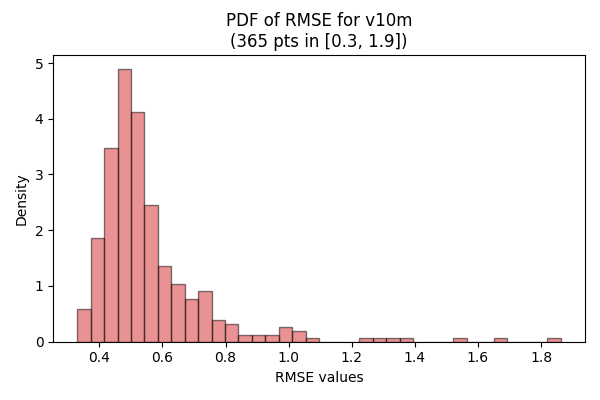 PDF of RMSE for v10m
(365 pts in [0.3, 1.9])
5
4
3
2
1
0
Density
0.4 0.6 0.8 1.0 1.2 1.4 1.6 1.8
RMSE values